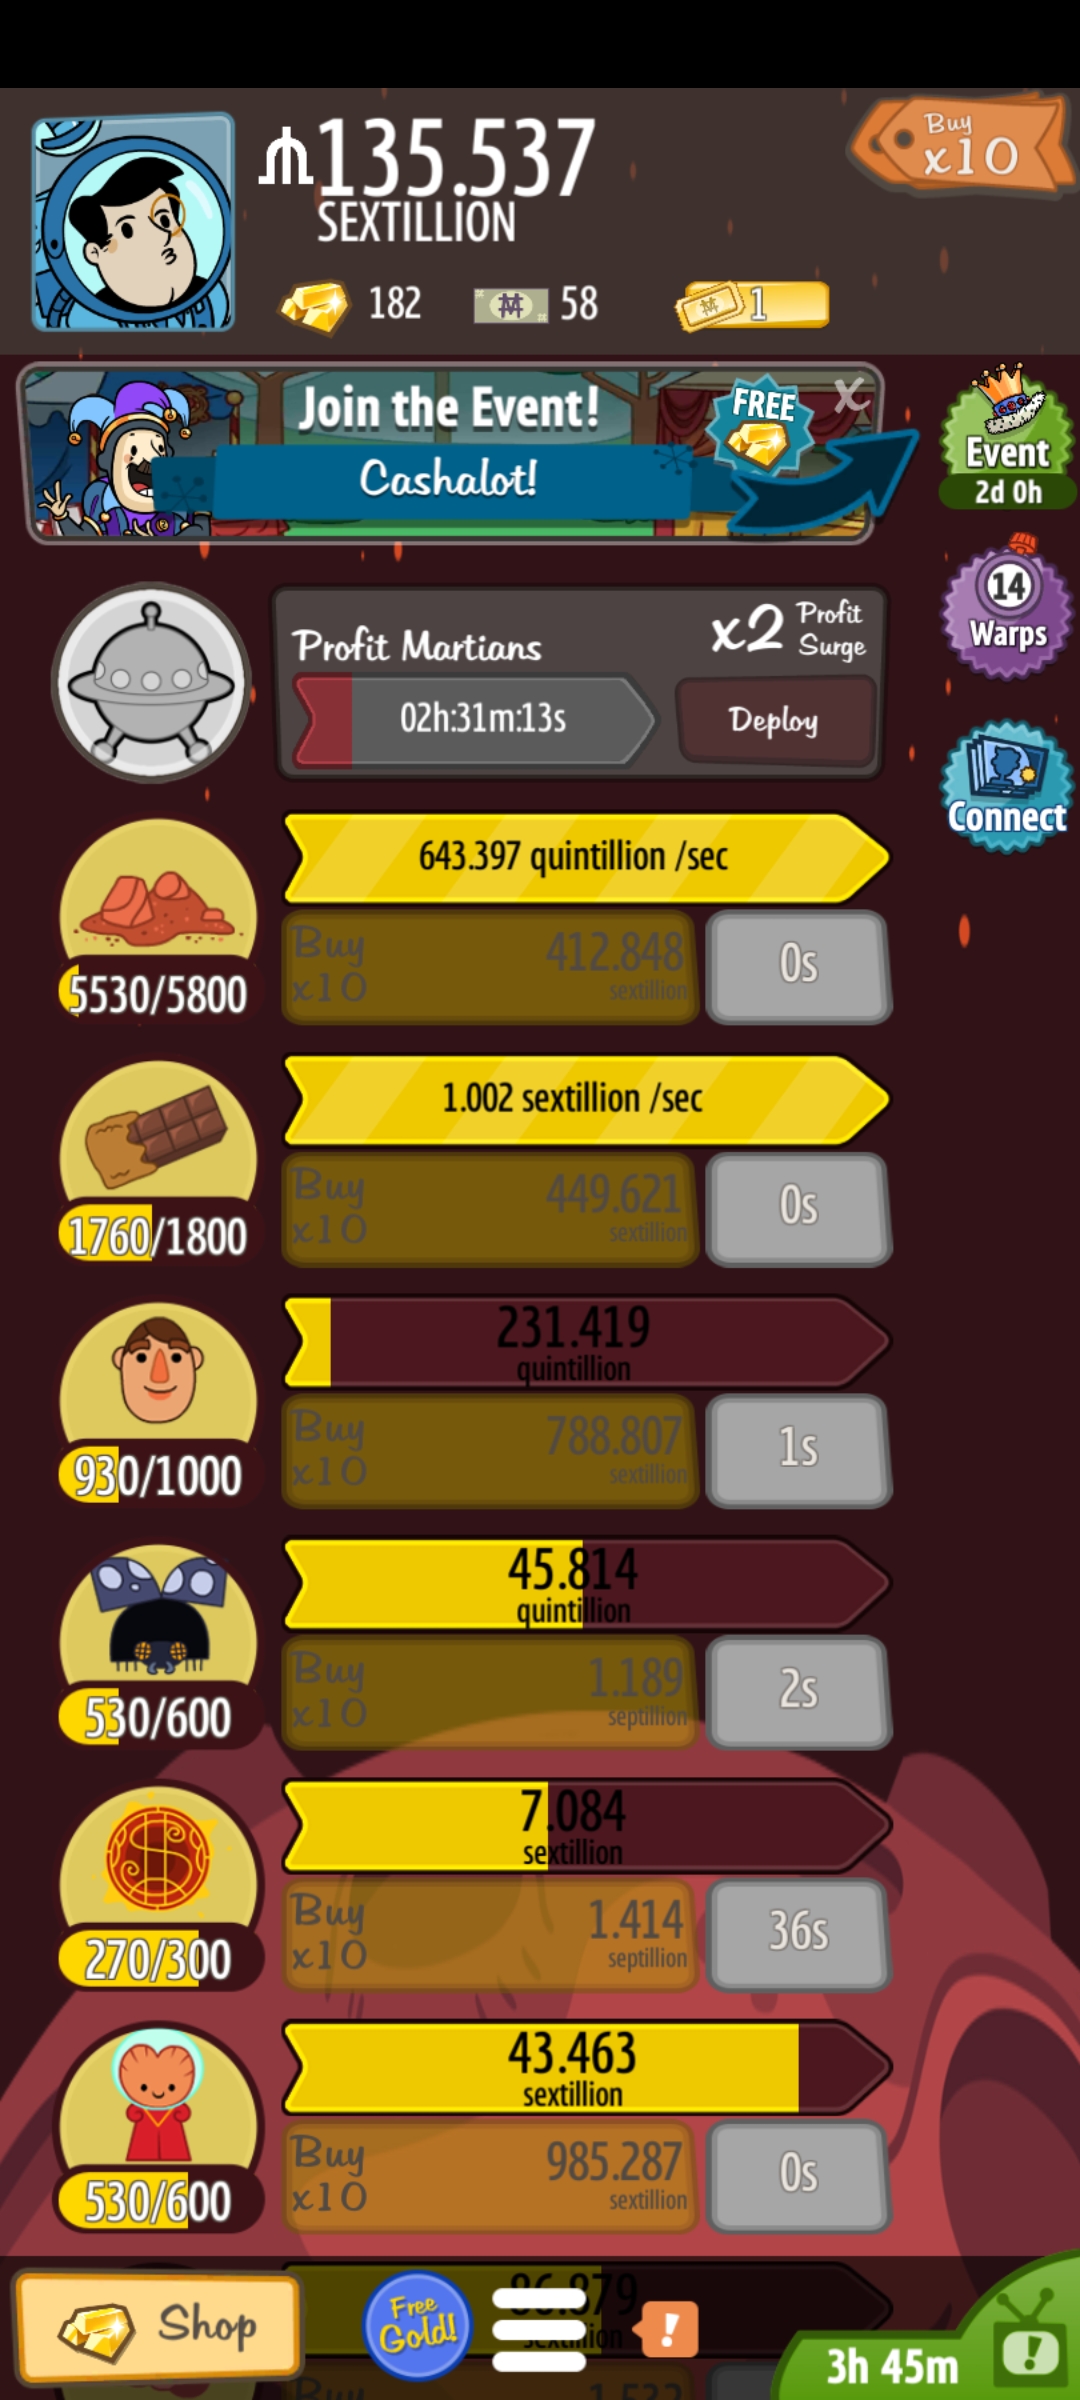 135.537
SEXTILLION
Buy
x10
182
58
1
Join the Event!
FREE
X
Cashalot!
Event
2d 0h
14
Warps
Connect
Profit Martians
x2 Profit
Surge
02h:31m:13s
Deploy
643.397 quintillion /sec
Buy
x10
412.848
sextillion
0s
5530/5800
1.002 sextillion /sec
Buy
x10
449.621
sextillion
0s
1760/1800
231.419
quintillion
Buy
x10
788.807
sextillion
1s
930/1000
45.814
quintillion
Buy
x10
1.189
septillion
2s
530/600
7.084
sextillion
Buy
x10
1.414
septillion
36s
270/300
43.463
sextillion
Buy
x10
985.287
sextillion
0s
530/600
86.879
sextillion
Shop
Free
Gold!
!
3h 45m
!
Buy